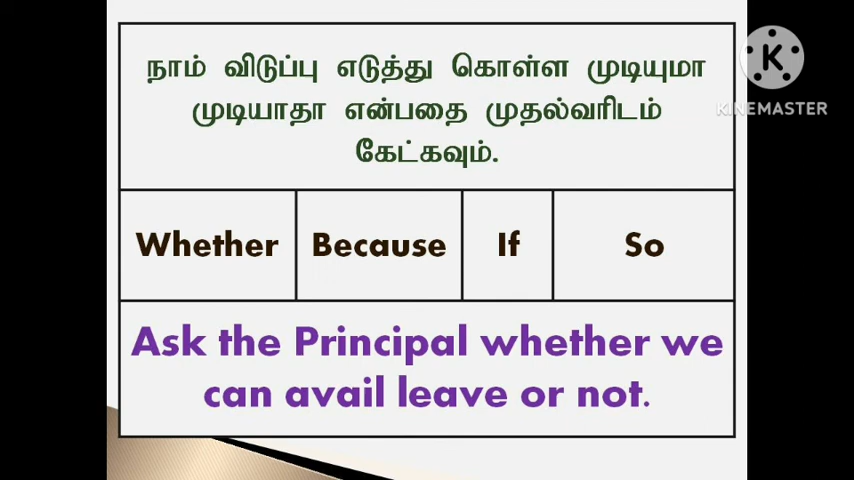 நாம் விடுப்பு எடுத்து கொள்ள முடியுமா
முடியாதா என்பதை முதல்வரிடம்
கேட்கவும்.
K
KINEMASTER
Whether Because If So
Ask the Principal whether we
can avail leave or not.